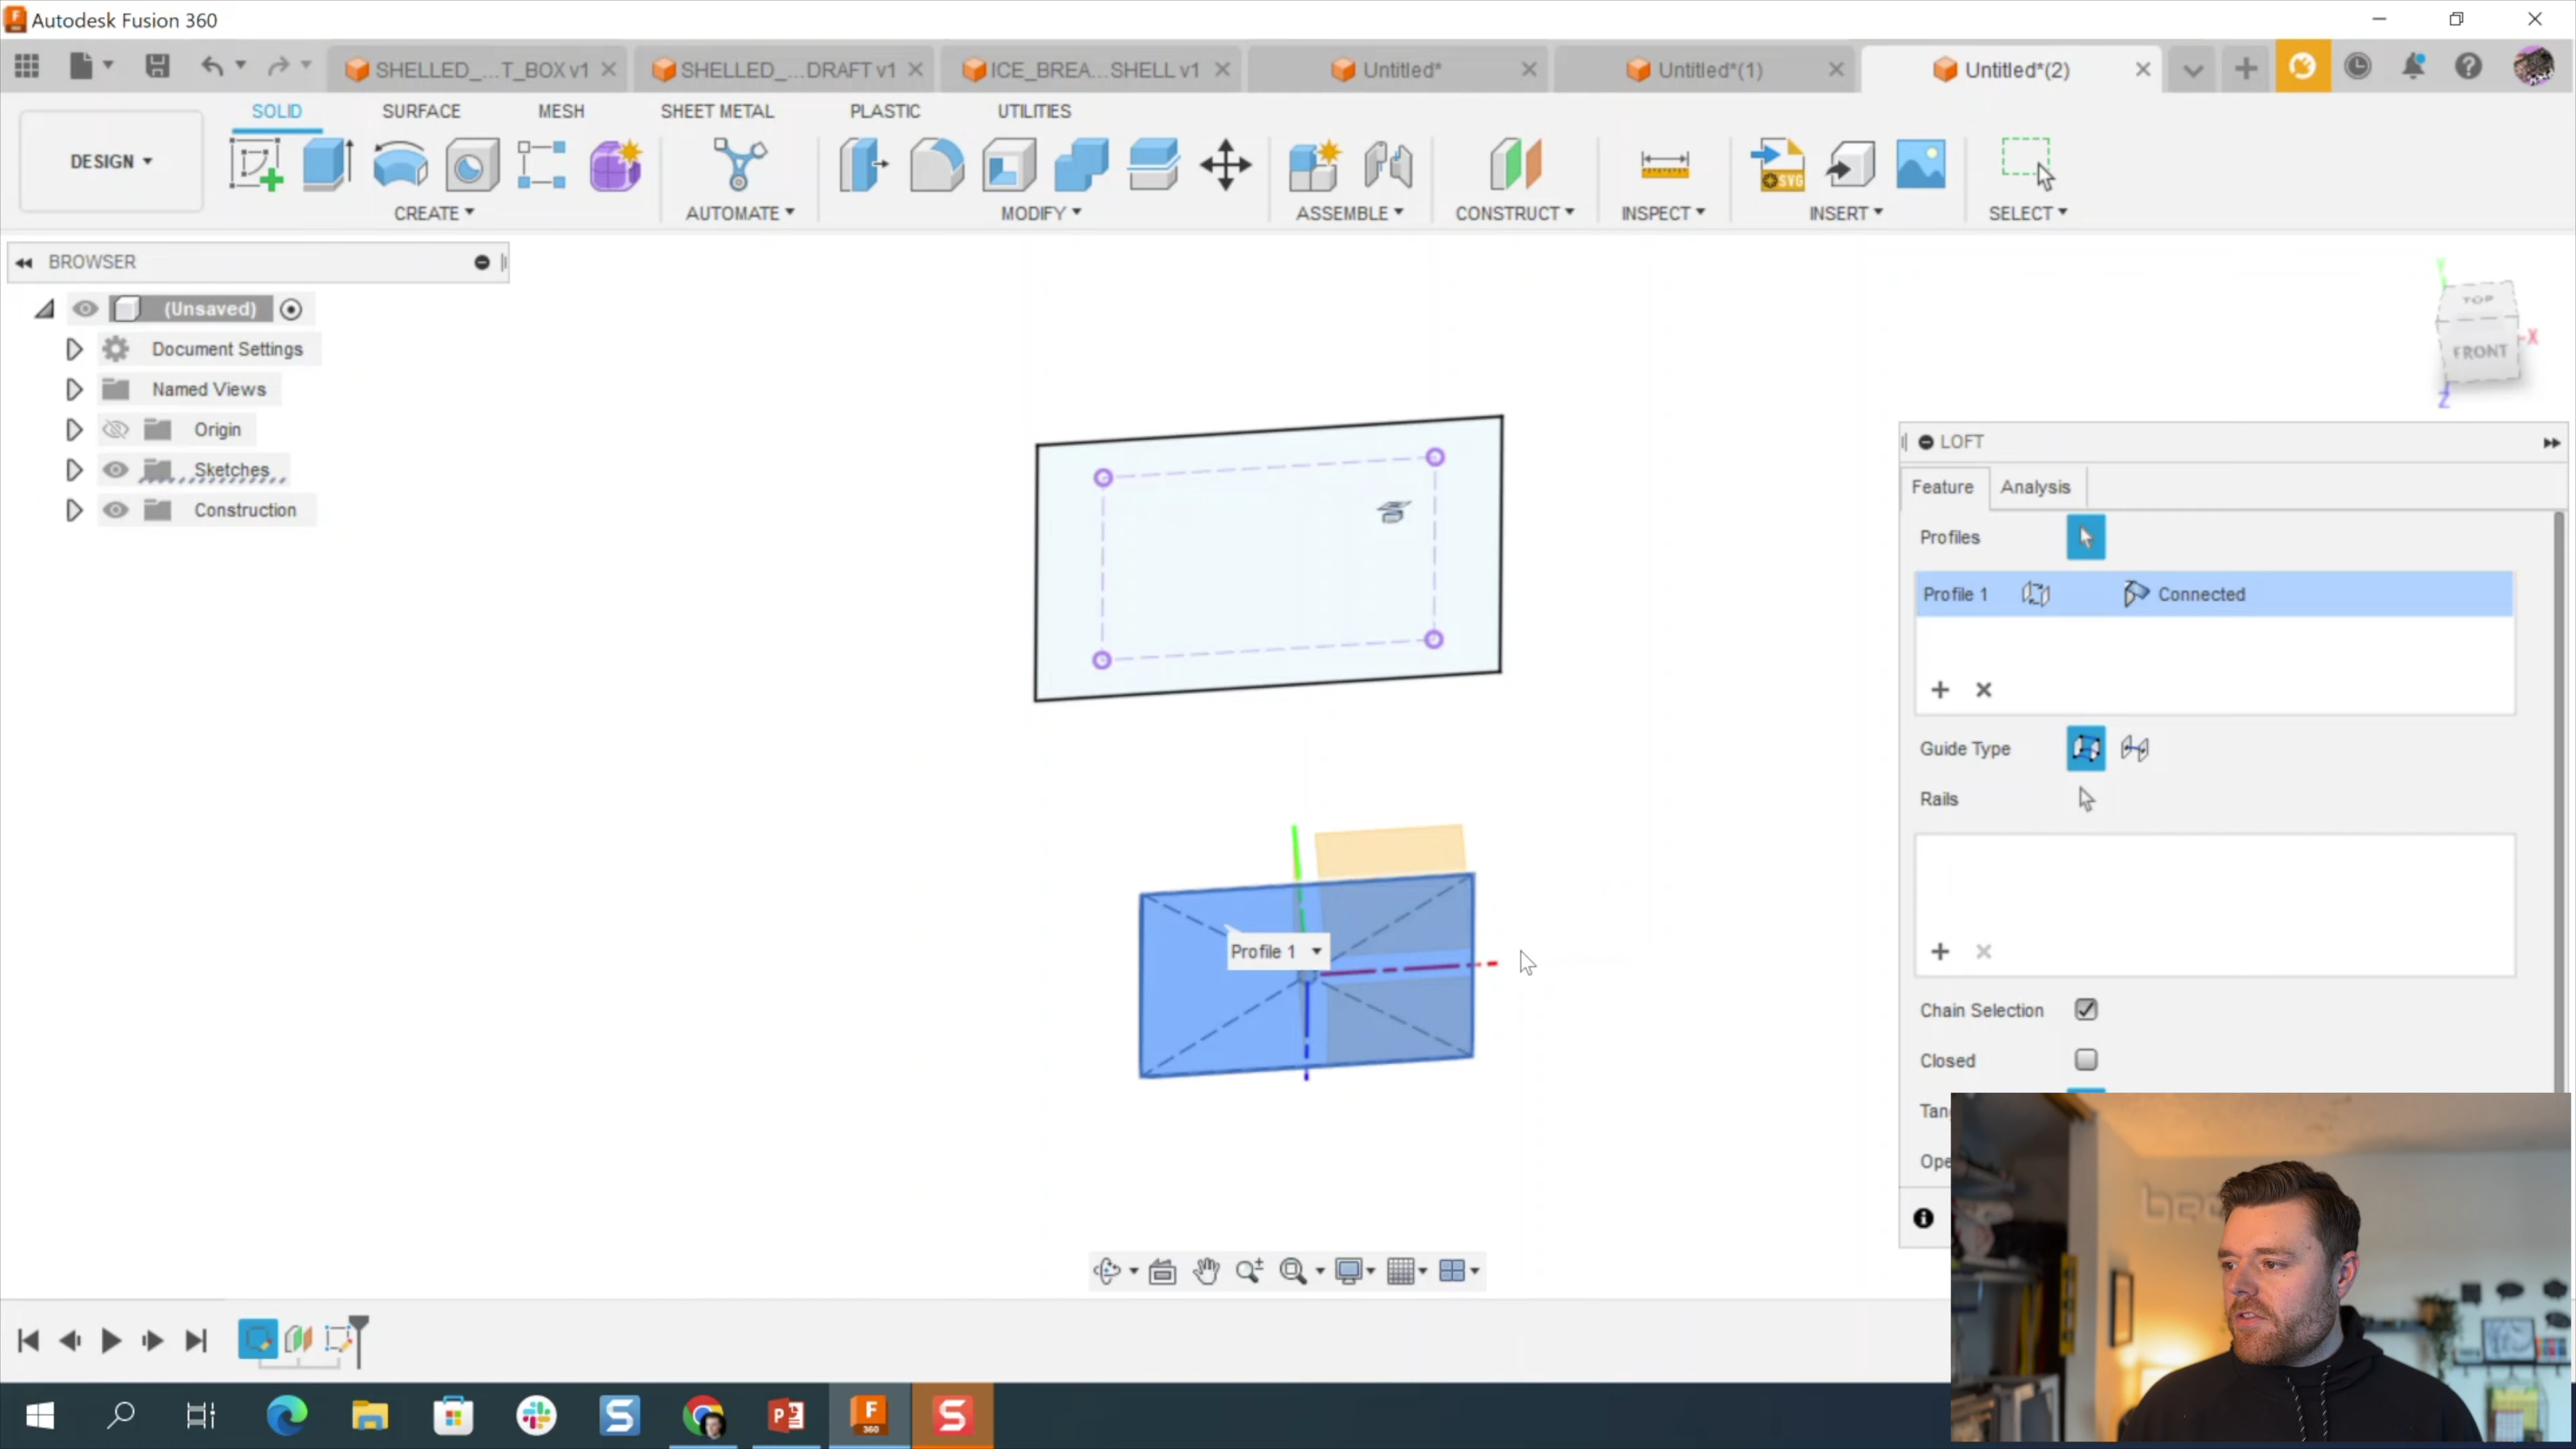 Autodesk Fusion 360
SHELLED_...T_BOX v1
SHELLED_...DRAFT v1
ICE_BREA...SHELL v1
Untitled*
Untitled*(1)
Untitled*(2)
SOLID
SURFACE
MESH
SHEET METAL
PLASTIC
UTILITIES
DESIGN
SVG
CREATE
AUTOMATE
MODIFY
ASSEMBLE
CONSTRUCT
INSPECT
INSERT
SELECT
BROWSER
(Unsaved)
Document Settings
Named Views
Origin
Sketches
Construction
Y
TOP
X
FRONT
Z
LOFT
Feature
Analysis
Profiles
Profile 1
Connected
Guide Type
Rails
Profile 1
Chain Selection
Closed
Tan
Ope
F
360